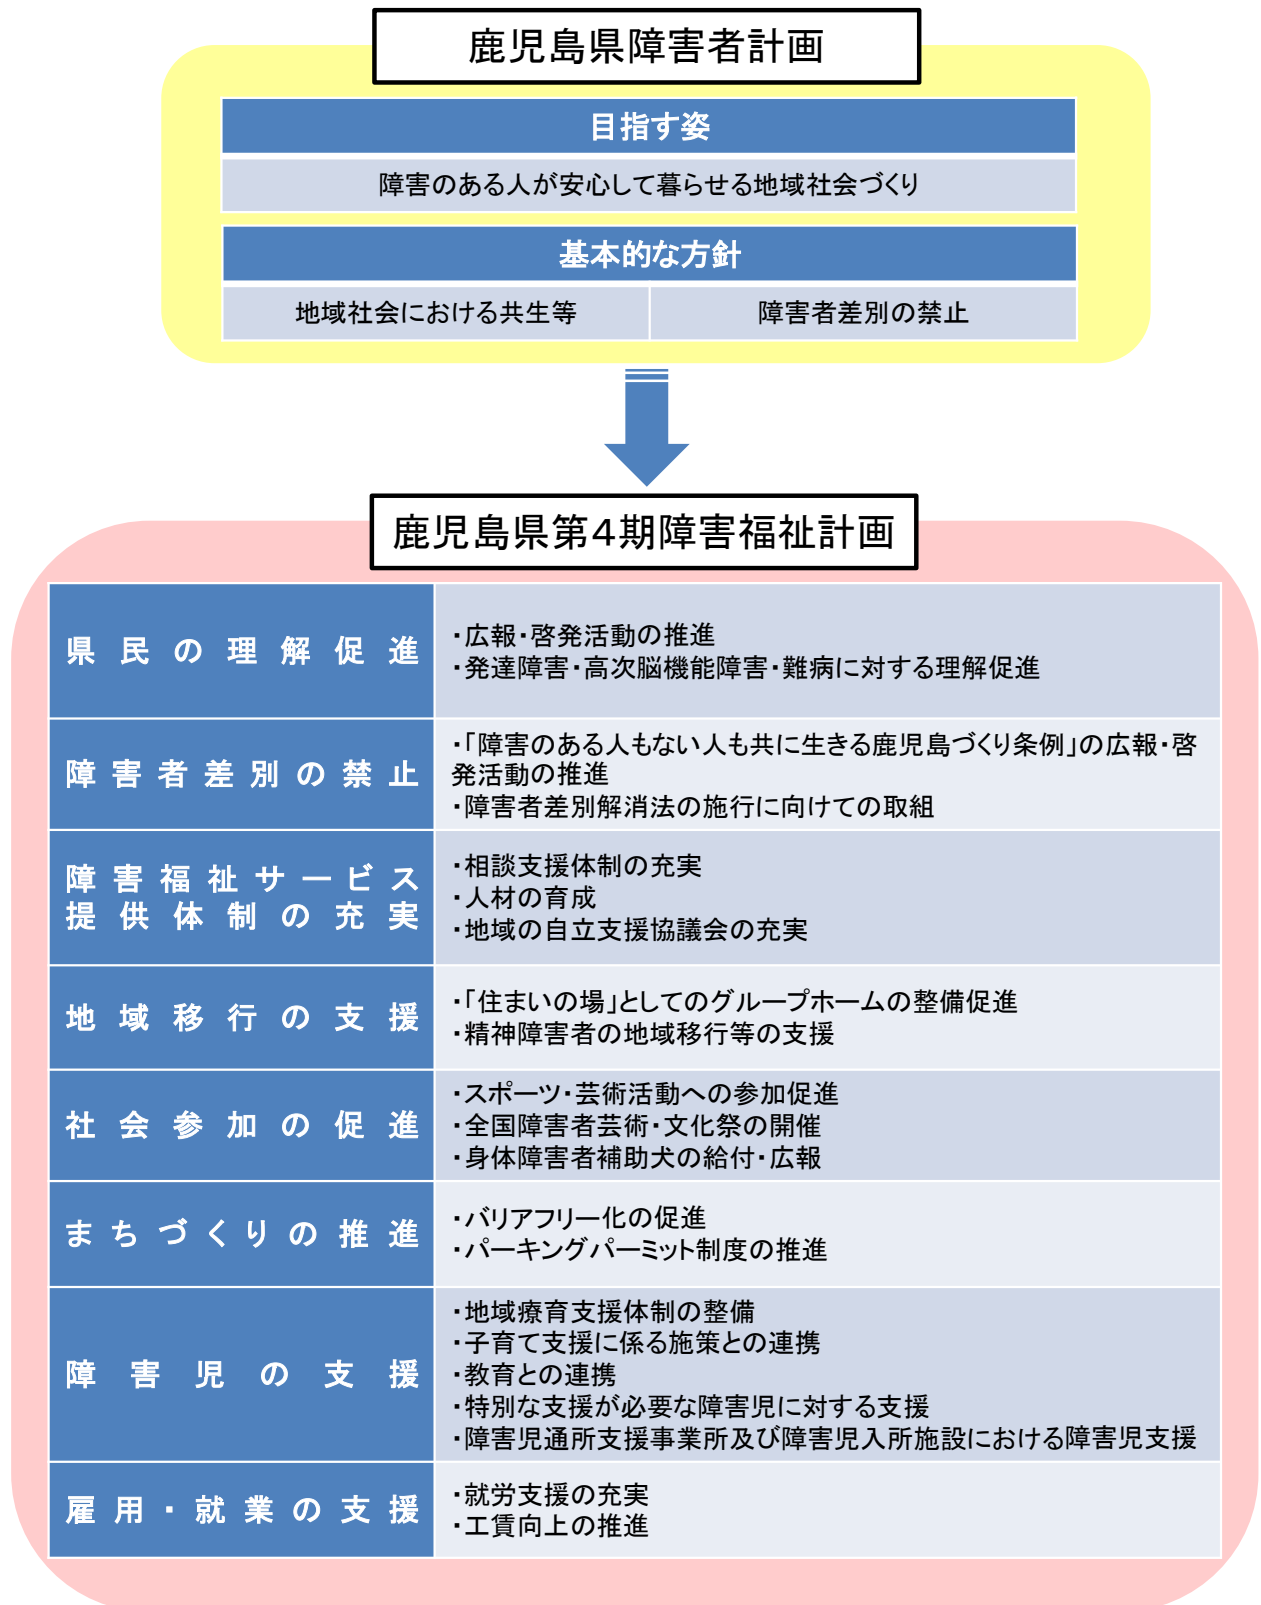 鹿児島県障害者計画
目指す姿
障害のある人が安心して暮らせる地域社会づくり
基本的な方針
地域社会における共生等
障害者差別の禁止
鹿児島県第4期障害福祉計画
県民の理解促進
・広報・啓発活動の推進
・発達障害・高次脳機能障害・難病に対する理解促進
障害者差別の禁止
・「障害のある人もない人も共に生きる鹿児島づくり条例」の広報・啓
発活動の推進
・障害者差別解消法の施行に向けての取組
障害福祉サービス
提供体制の充実
・相談支援体制の充実
・人材の育成
・地域の自立支援協議会の充実
地域移行の支援
・「住まいの場」としてのグループホームの整備促進
・精神障害者の地域移行等の支援
社会参加の促進
・スポーツ・芸術活動への参加促進
・全国障害者芸術・文化祭の開催
・身体障害者補助犬の給付・広報
まちづくりの推進
・バリアフリー化の促進
・パーキングパーミット制度の推進
障害児の支援
・地域療育支援体制の整備
・子育て支援に係る施策との連携
・教育との連携
・特別な支援が必要な障害児に対する支援
・障害児通所支援事業所及び障害児入所施設における障害児支援
雇用・就業の支援
・就労支援の充実
・工賃向上の推進